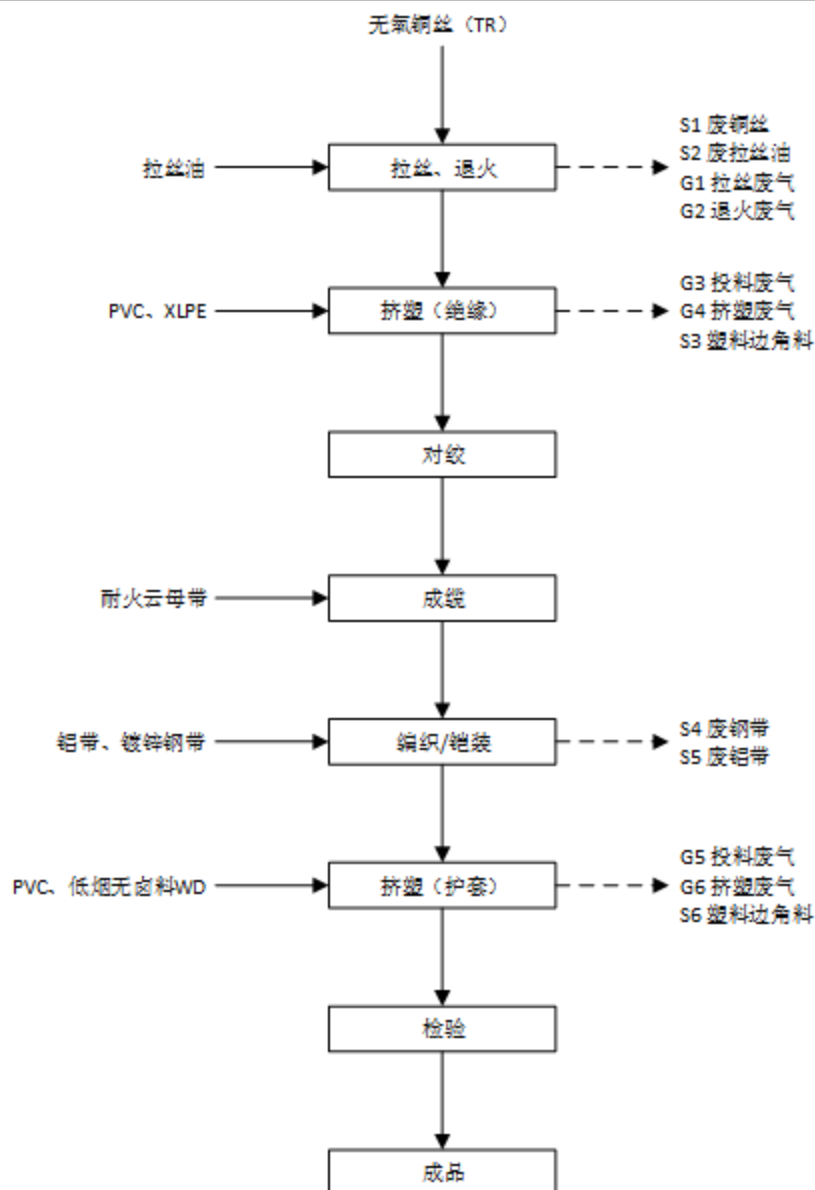 无氧铜丝（TR）
拉丝油
拉丝、退火
S1 废铜丝
S2 废拉丝油
G1 拉丝废气
G2 退火废气
PVC、XLPE
挤塑（绝缘）
G3 投料废气
G4 挤塑废气
S3 塑料边角料
对绞
耐火云母带
成缆
铝带、镀锌钢带
编织/铠装
S4 废钢带
S5 废铝带
PVC、低烟无卤料WD
挤塑（护套）
G5 投料废气
G6 挤塑废气
S6 塑料边角料
检验
成品